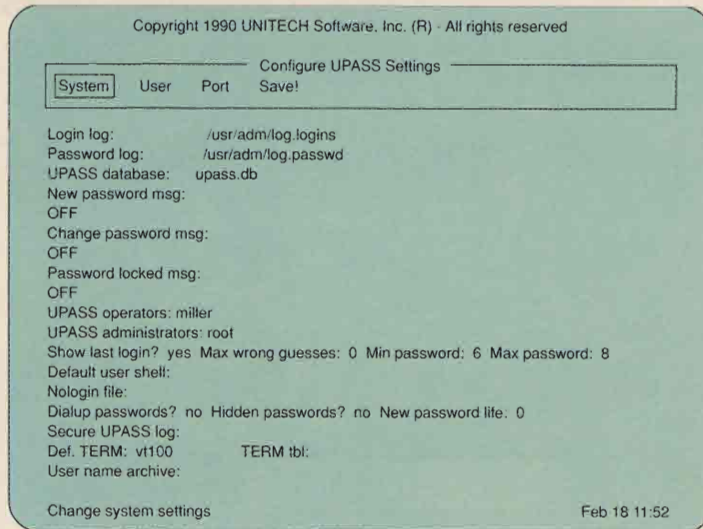 Copyright 1990 UNITECH Software, Inc. (R) - All rights reserved
Configure UPASS Settings
System User Port Save!
Login log: /usr/adm/log.logins
Password log: /usr/adm/log.passwd
UPASS database: upass.db
New password msg:
OFF
Change password msg:
OFF
Password locked msg:
OFF
UPASS operators: miller
UPASS administrators: root
Show last login? yes Max wrong guesses: 0 Min password: 6 Max password: 8
Default user shell:
Nologin file:
Dialup passwords? no Hidden passwords? no New password life: 0
Secure UPASS log:
Def. TERM: vt100 TERM tbl:
User name archive:
Change system settings Feb 18 11:52